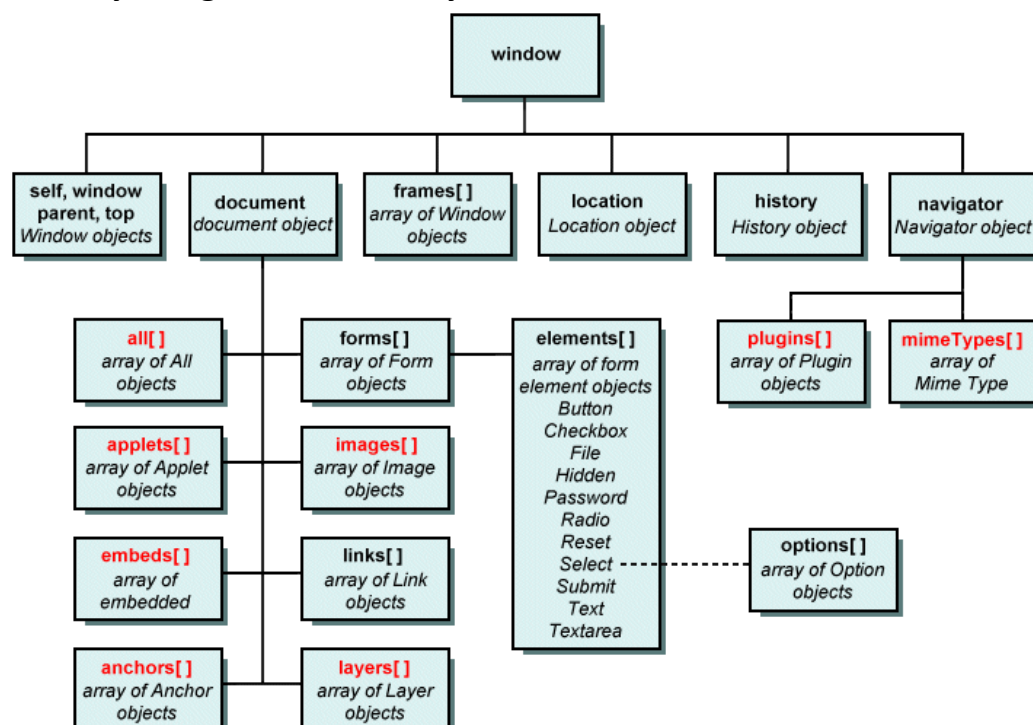 window
self, window
parent, top
Window objects
document
document object
frames[ ]
array of Window
objects
location
Location object
history
History object
navigator
Navigator object
all[ ]
array of All
objects
forms[ ]
array of Form
objects
elements[ ]
array of form
element objects
Button
Checkbox
File
Hidden
Password
Radio
Reset
Select
Submit
Text
Textarea
plugins[ ]
array of Plugin
objects
mimeTypes[ ]
array of
Mime Type
applets[ ]
array of Applet
objects
images[ ]
array of Image
objects
embeds[ ]
array of
embedded
links[ ]
array of Link
objects
options[ ]
array of Option
objects
anchors[ ]
array of Anchor
objects
layers[ ]
array of Layer
objects